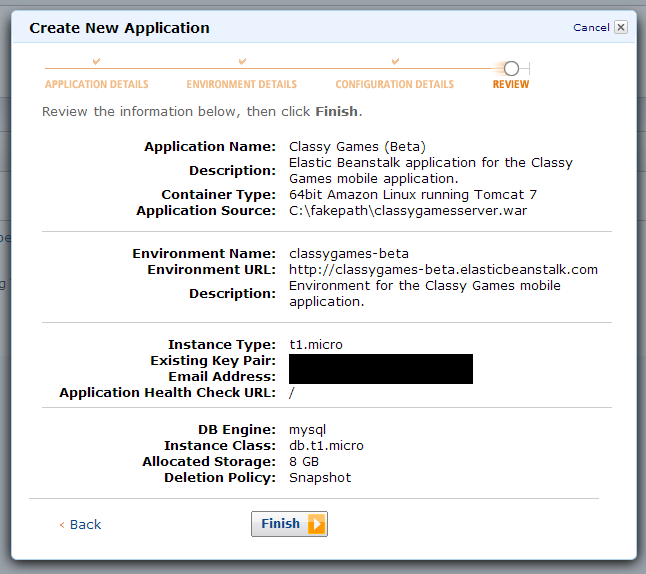 Create New Application
Cancel
APPLICATION DETAILS ENVIRONMENT DETAILS CONFIGURATION DETAILS REVIEW
Review the information below, then click Finish.
Application Name: Classy Games (Beta)
Description: Elastic Beanstalk application for the Classy
Games mobile application.
Container Type: 64bit Amazon Linux running Tomcat 7
Application Source: C:\fakepath\classygamesserver.war
Environment Name: classygames-beta
Environment URL: http://classygames-beta.elasticbeanstalk.com
Description: Environment for the Classy Games mobile
application.
Instance Type: t1.micro
Existing Key Pair:
Email Address:
Application Health Check URL: /
DB Engine: mysql
Instance Class: db.t1.micro
Allocated Storage: 8 GB
Deletion Policy: Snapshot
‹ Back
Finish